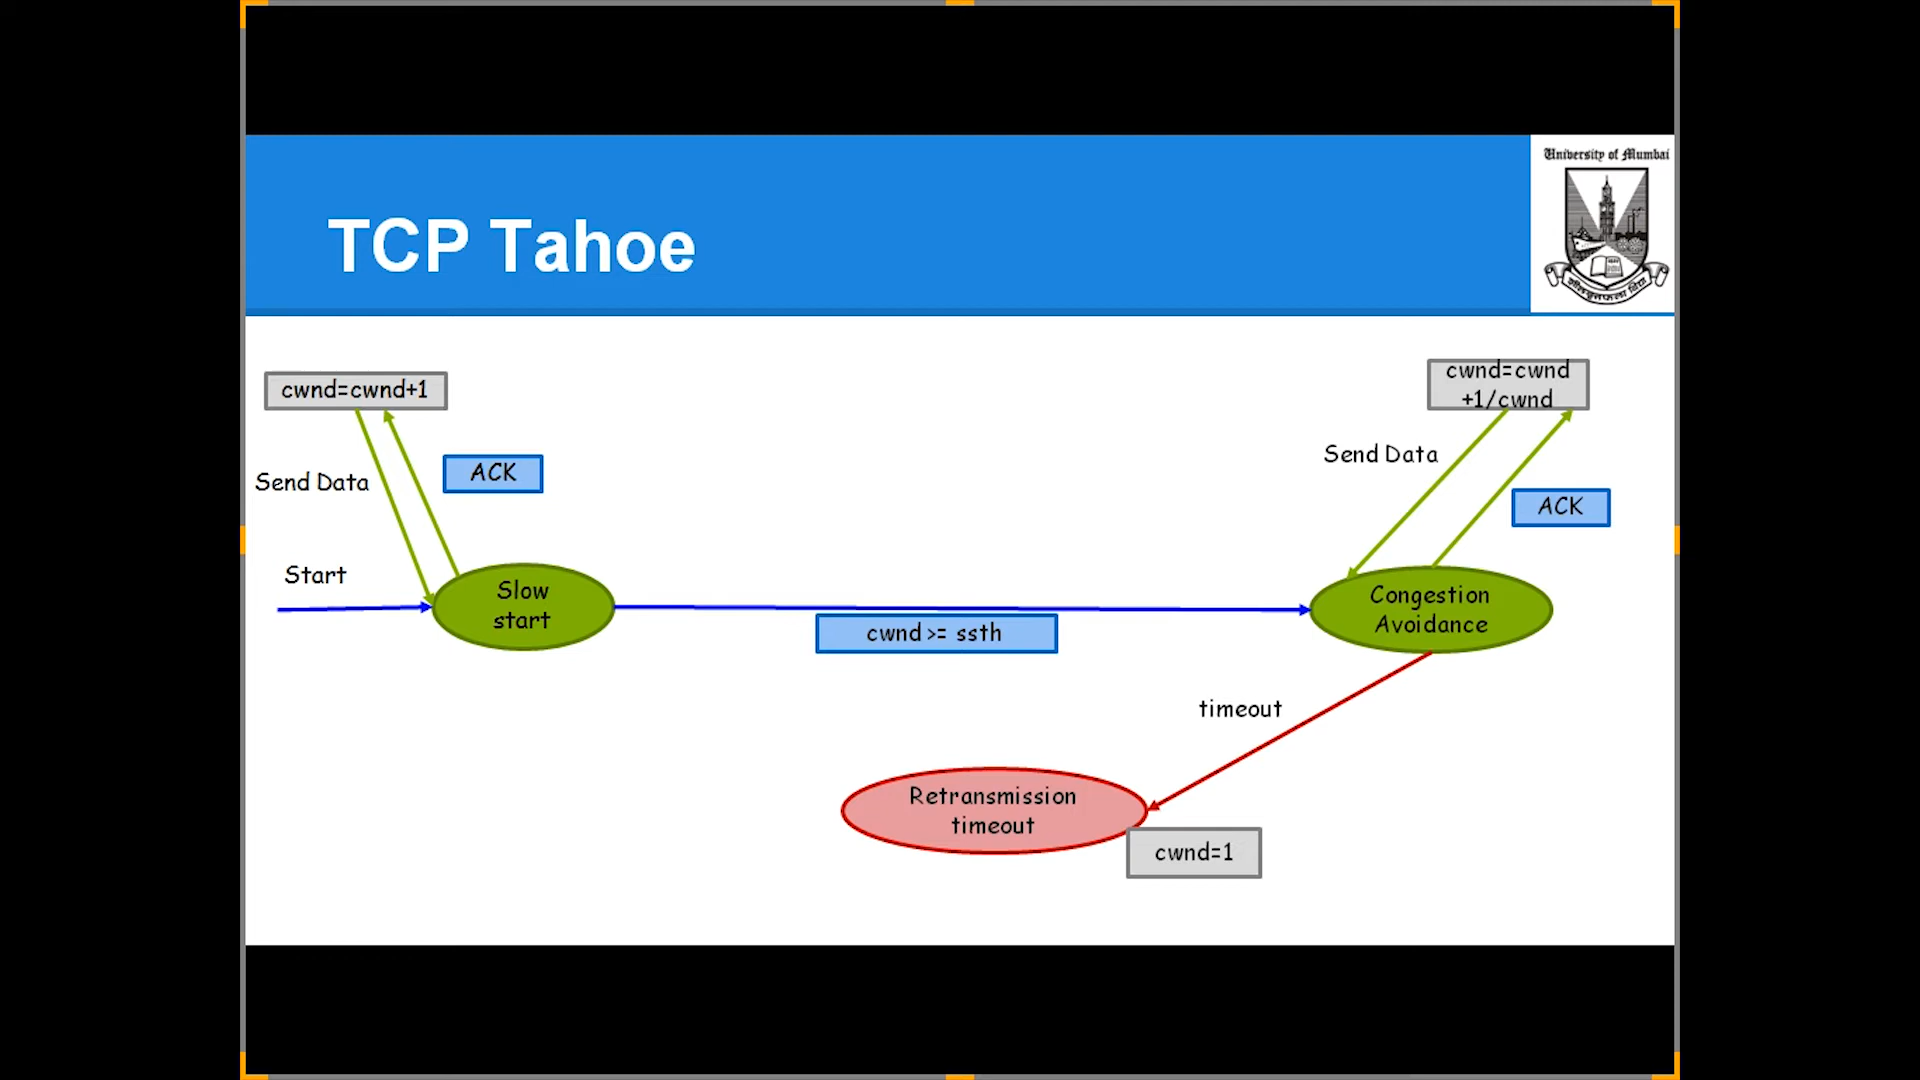 University of Mumbai
TCP Tahoe
cwnd=cwnd+1
cwnd=cwnd
+1/cwnd
Send Data
ACK
Send Data
ACK
Start
Slow
start
Congestion
Avoidance
cwnd >= ssth
timeout
Retransmission
timeout
cwnd=1